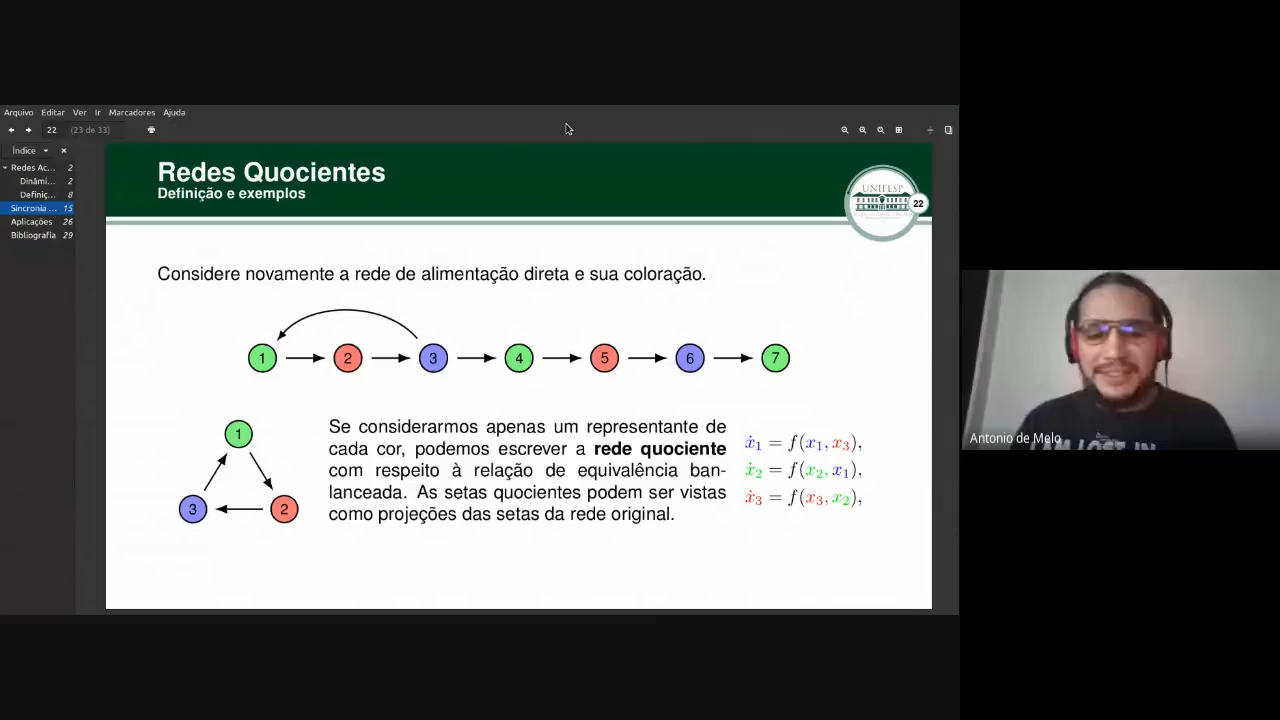 Arquivo Editar Ver Ir Marcadores Ajuda
22 (23 de 33)
Índice
Redes Ac... 2
Dinâmi... 2
Definiç... 8
Sincronia ... 15
Aplicações 26
Bibliografia 29
Redes Quocientes
Definição e exemplos
UNIFESP
22
Considere novamente a rede de alimentação direta e sua coloração.
1 2 3 4 5 6 7
1
3 2
Se considerarmos apenas um representante de
cada cor, podemos escrever a rede quociente
com respeito à relação de equivalência ban-
lanceada. As setas quocientes podem ser vistas
como projeções das setas da rede original.
ẋ₁ = f(x₁, x₃),
ẋ₂ = f(x₂, x₁),
ẋ₃ = f(x₃, x₂),
Antonio de Melo
I AM LOST IN